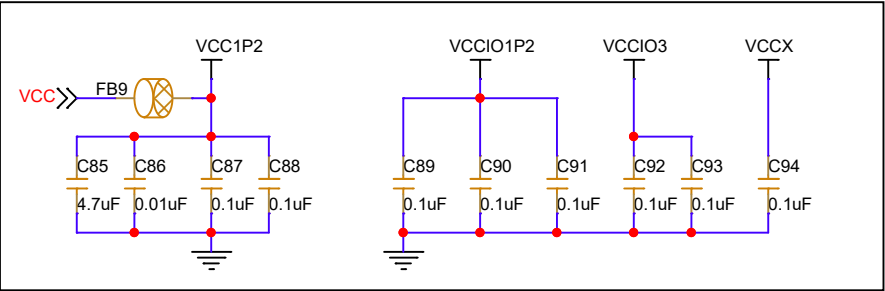 VCC1P2
VCCIO1P2
VCCIO3
VCCX
VCC
FB9
C85
C86
C87
C88
C89
C90
C91
C92
C93
C94
4.7uF
0.01uF
0.1uF
0.1uF
0.1uF
0.1uF
0.1uF
0.1uF
0.1uF
0.1uF